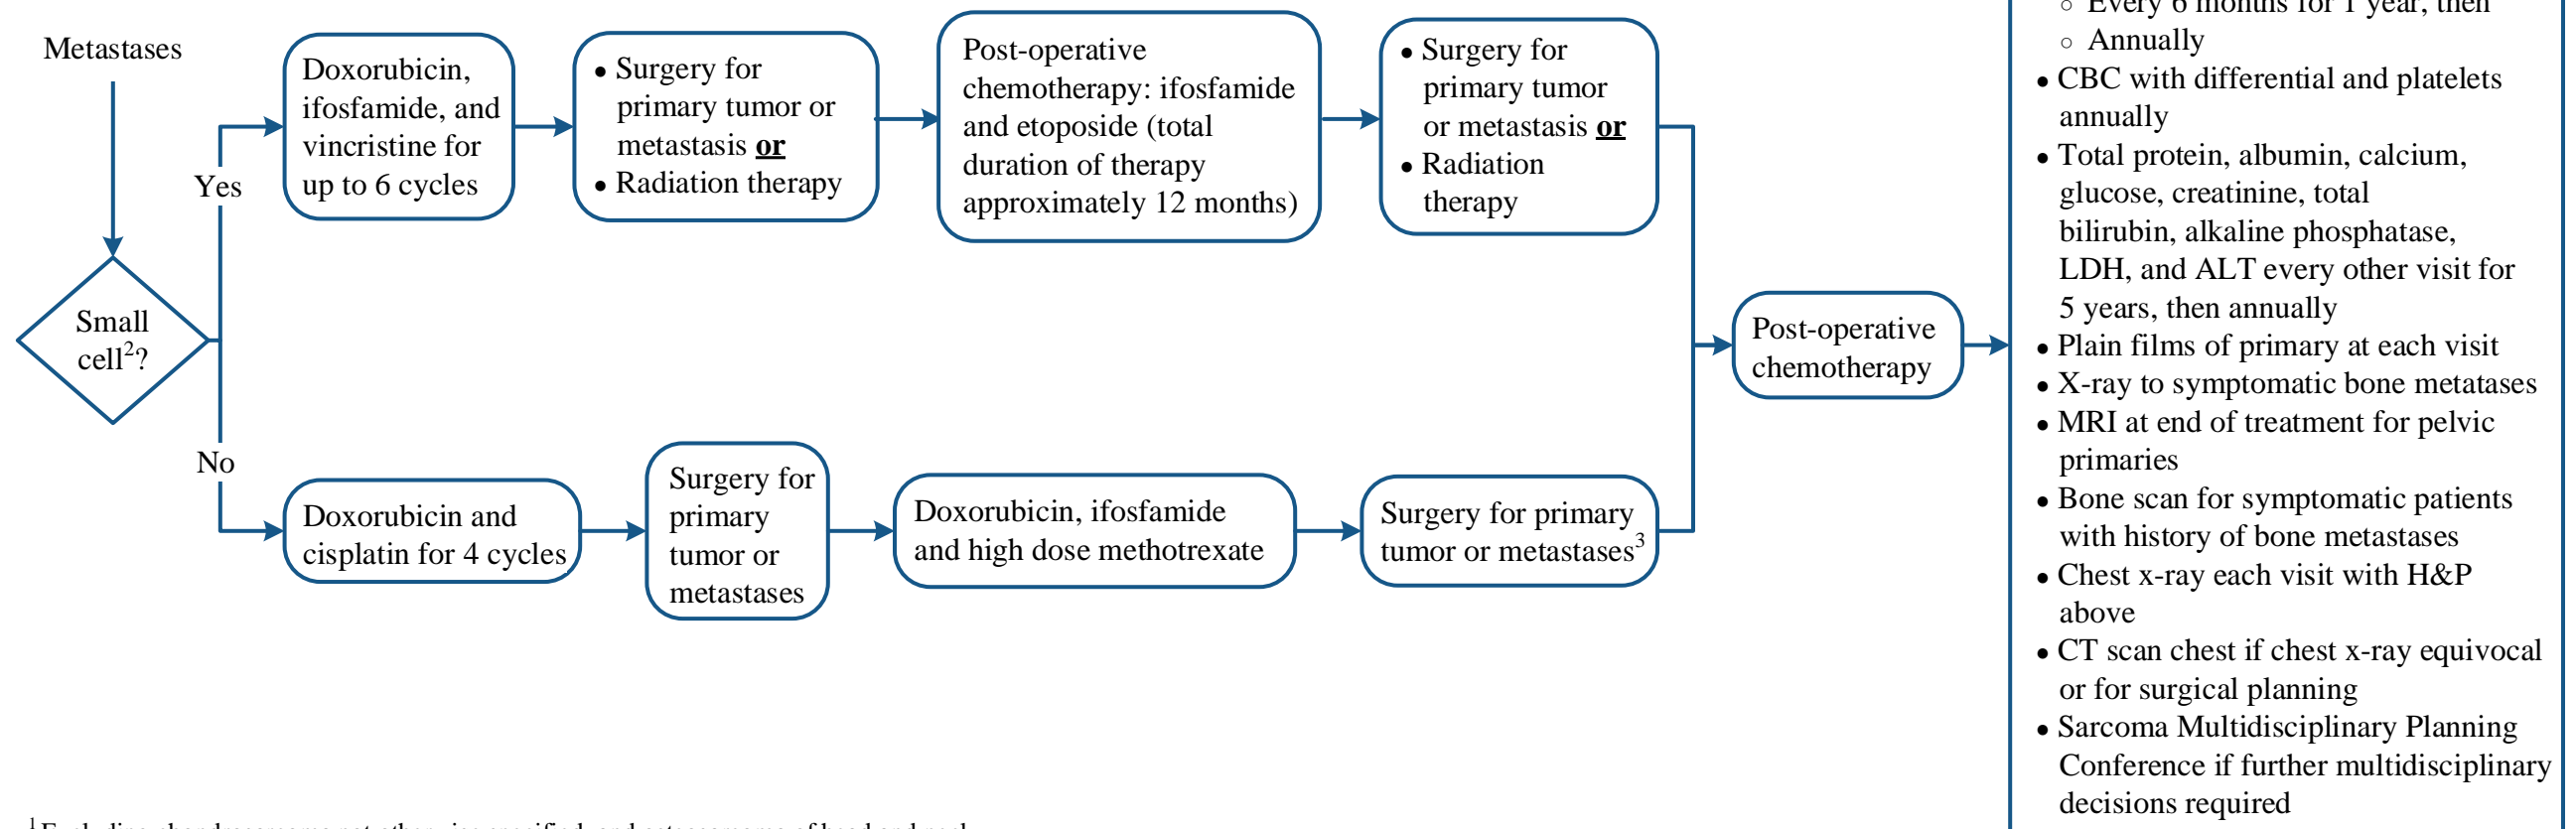 Metastases
Small
cell²?
Yes
Doxorubicin,
ifosfamide, and
vincristine for
up to 6 cycles
• Surgery for
primary tumor or
metastasis or
• Radiation therapy
Post-operative
chemotherapy: ifosfamide
and etoposide (total
duration of therapy
approximately 12 months)
• Surgery for
primary tumor
or metastasis or
• Radiation
therapy
No
Doxorubicin and
cisplatin for 4 cycles
Surgery for
primary
tumor or
metastases
Doxorubicin, ifosfamide
and high dose methotrexate
Surgery for primary
tumor or metastases³
Post-operative
chemotherapy
○ Every 6 months for 1 year, then
○ Annually
• CBC with differential and platelets
annually
• Total protein, albumin, calcium,
glucose, creatinine, total
bilirubin, alkaline phosphatase,
LDH, and ALT every other visit for
5 years, then annually
• Plain films of primary at each visit
• X-ray to symptomatic bone metatases
• MRI at end of treatment for pelvic
primaries
• Bone scan for symptomatic patients
with history of bone metastases
• Chest x-ray each visit with H&P
above
• CT scan chest if chest x-ray equivocal
or for surgical planning
• Sarcoma Multidisciplinary Planning
Conference if further multidisciplinary
decisions required